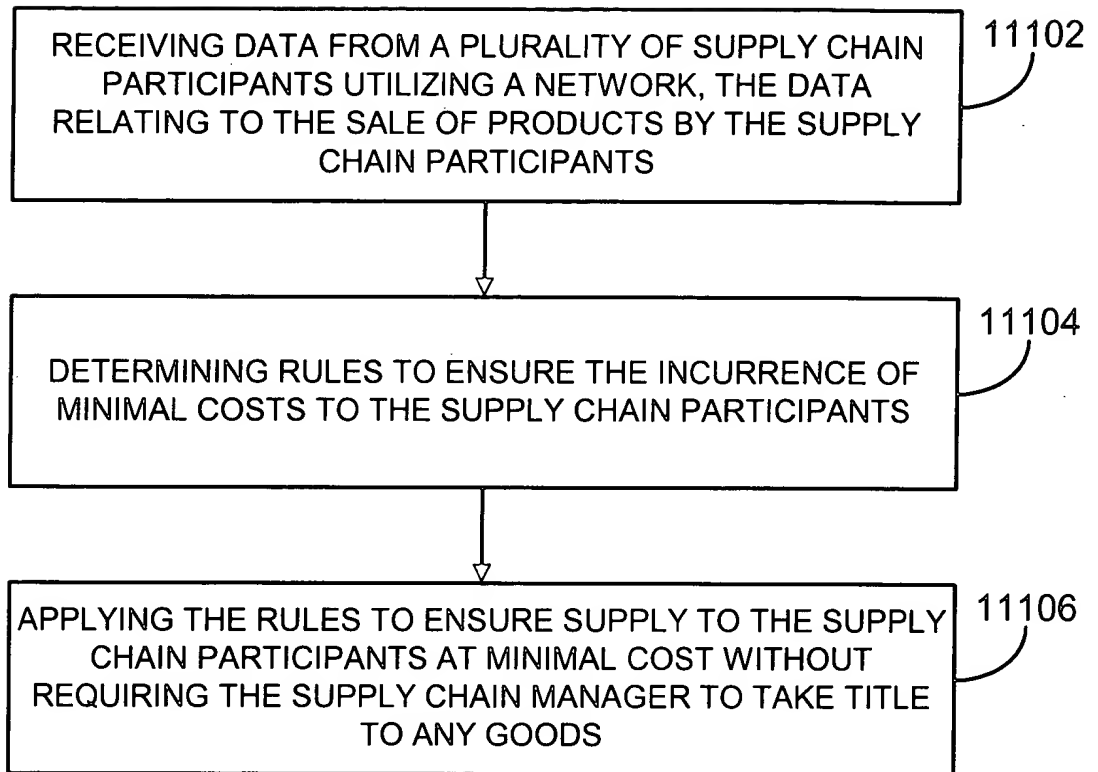 RECEIVING DATA FROM A PLURALITY OF SUPPLY CHAIN
PARTICIPANTS UTILIZING A NETWORK, THE DATA
RELATING TO THE SALE OF PRODUCTS BY THE SUPPLY
CHAIN PARTICIPANTS
11102
DETERMINING RULES TO ENSURE THE INCURRENCE OF
MINIMAL COSTS TO THE SUPPLY CHAIN PARTICIPANTS
11104
APPLYING THE RULES TO ENSURE SUPPLY TO THE SUPPLY
CHAIN PARTICIPANTS AT MINIMAL COST WITHOUT
REQUIRING THE SUPPLY CHAIN MANAGER TO TAKE TITLE
TO ANY GOODS
11106